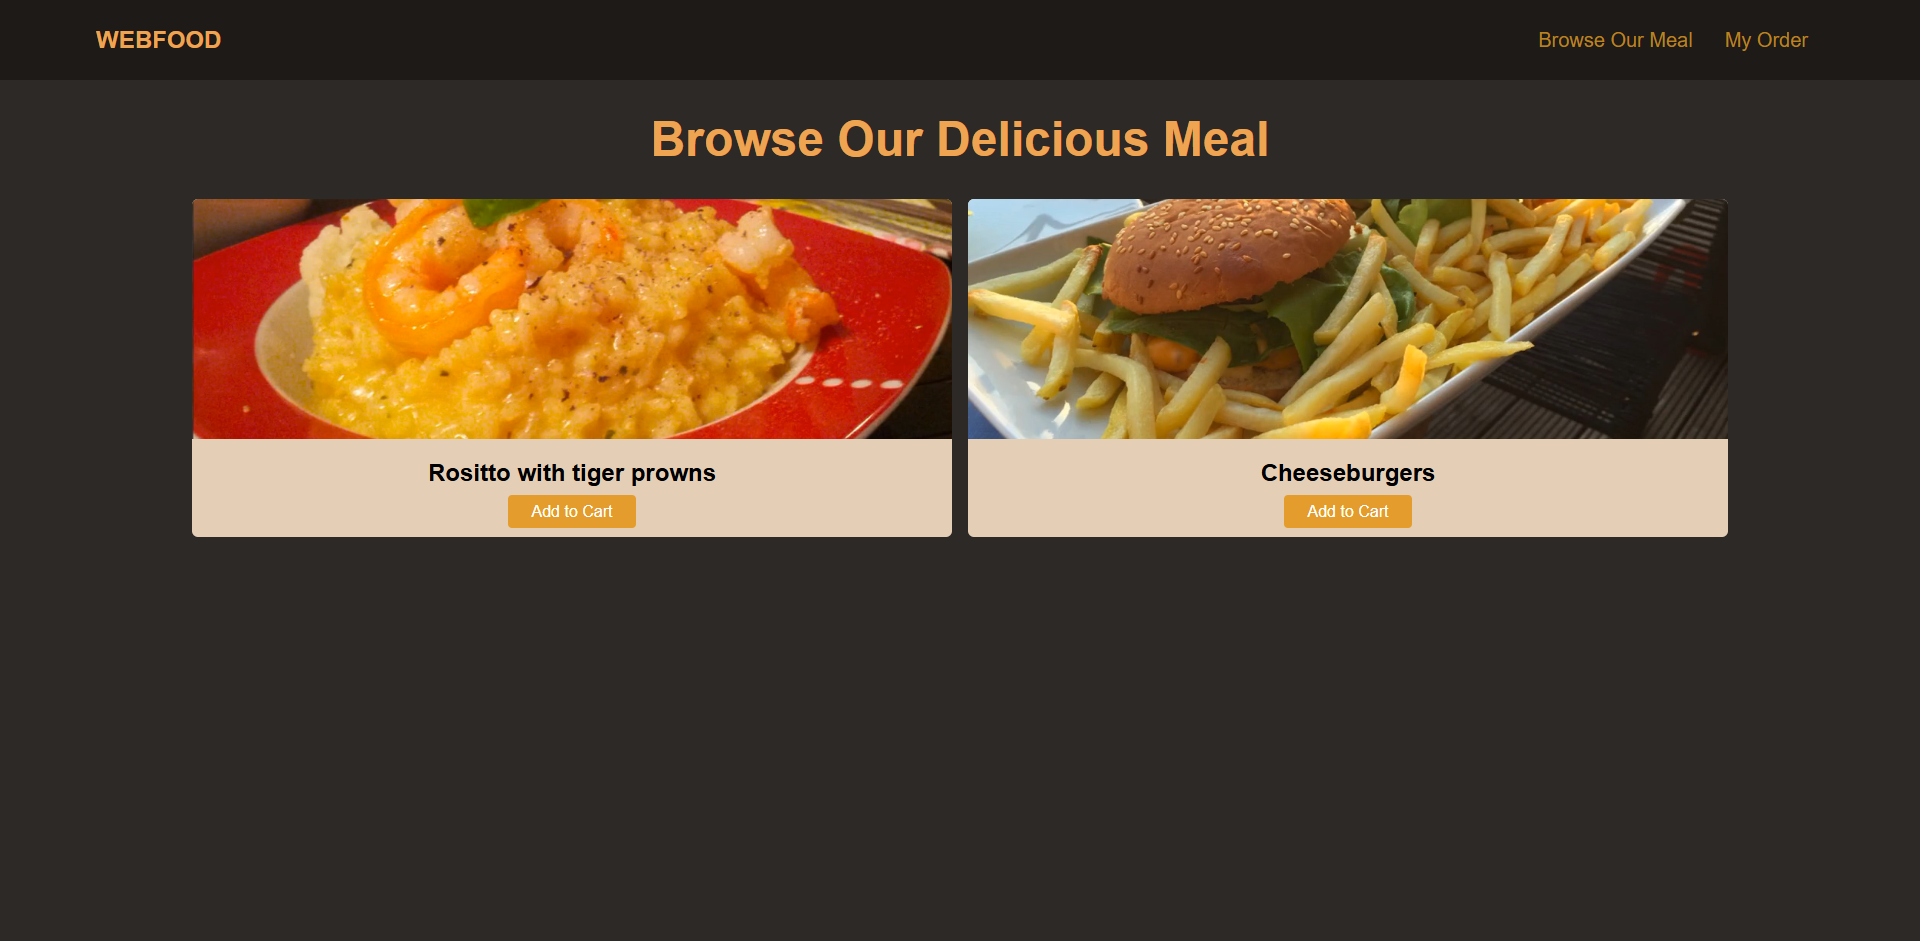 WEBFOOD
Browse Our Meal
My Order
Browse Our Delicious Meal
Rositto with tiger prowns
Add to Cart
Cheeseburgers
Add to Cart